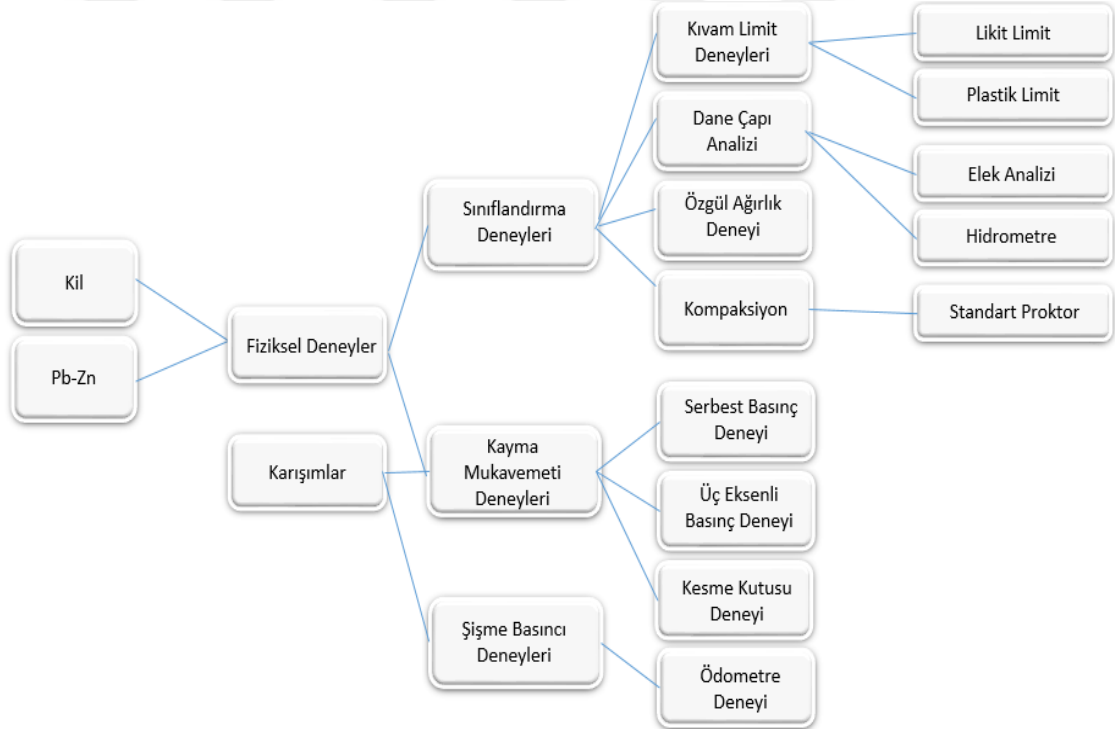 Kil
Pb-Zn
Fiziksel Deneyler
Karışımlar
Sınıflandırma
Deneyleri
Kayma
Mukavemeti
Deneyleri
Şişme Basıncı
Deneyleri
Kıvam Limit
Deneyleri
Dane Çapı
Analizi
Özgül Ağırlık
Deneyi
Kompaksiyon
Serbest Basınç
Deneyi
Üç Eksenli
Basınç Deneyi
Kesme Kutusu
Deneyi
Ödometre
Deneyi
Likit Limit
Plastik Limit
Elek Analizi
Hidrometre
Standart Proktor